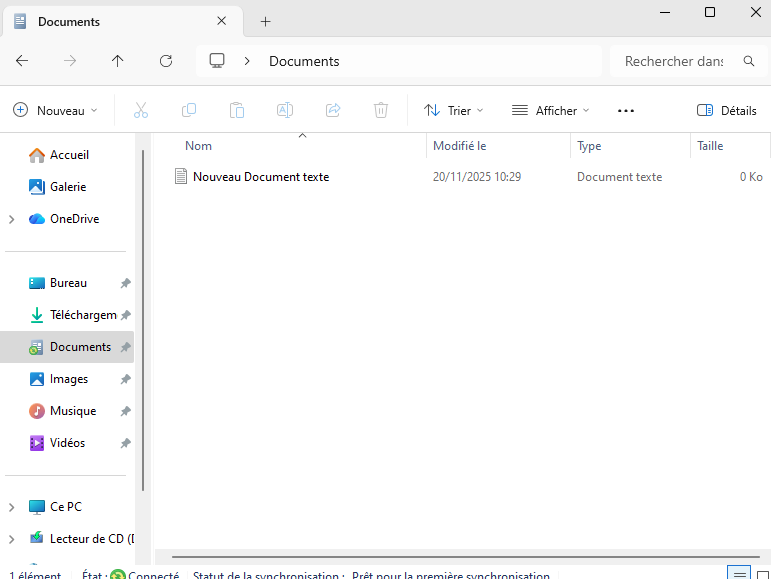 Documents
Documents
Rechercher dans
Nouveau
Trier
Afficher
Détails
Accueil
Galerie
OneDrive
Bureau
Téléchargem
Documents
Images
Musique
Vidéos
Ce PC
Lecteur de CD (D
Nom
Modifié le
Type
Taille
Nouveau Document texte
20/11/2025 10:29
Document texte
0 Ko
1 élément
État : Connecté
Statut de la synchronisation : Prêt pour la première synchronisation